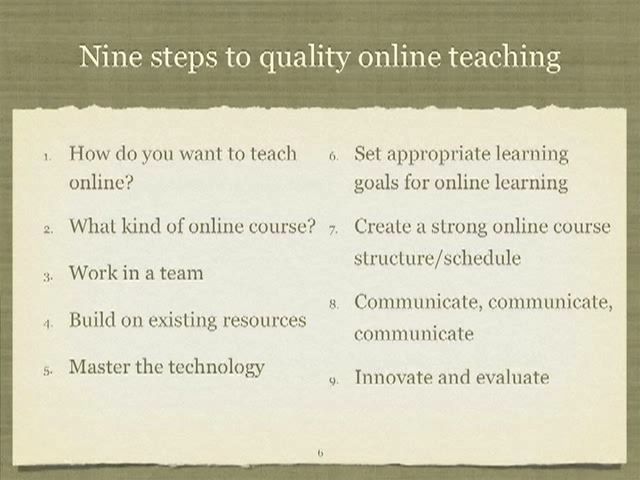 Nine steps to quality online teaching
1. How do you want to teach
online?
2. What kind of online course?
3. Work in a team
4. Build on existing resources
5. Master the technology
6. Set appropriate learning
goals for online learning
7. Create a strong online course
structure/schedule
8. Communicate, communicate,
communicate
9. Innovate and evaluate
6